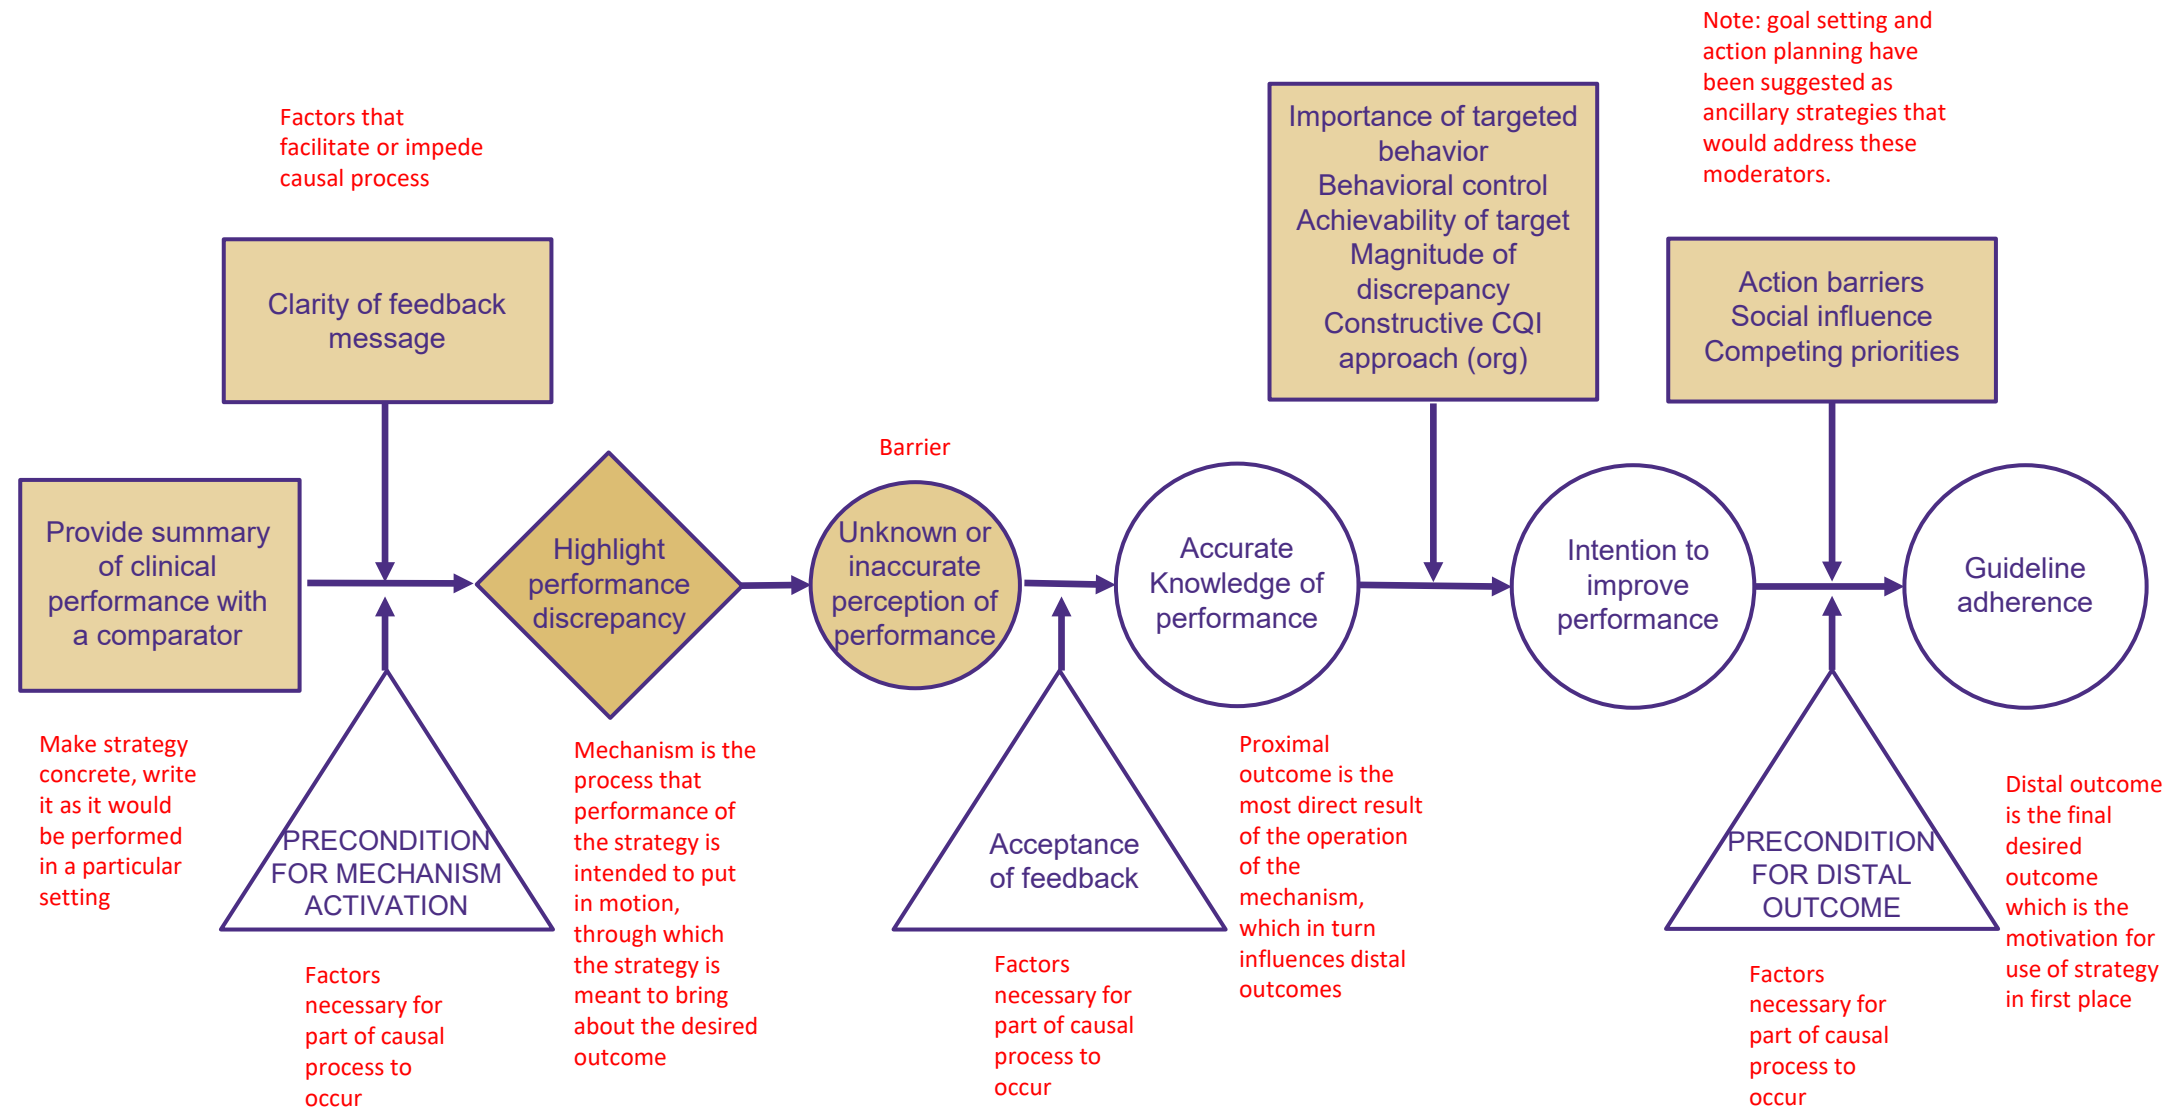 Note: goal setting and
action planning have
been suggested as
ancillary strategies that
would address these
moderators.
Factors that
facilitate or impede
causal process
Importance of targeted
behavior
Behavioral control
Achievability of target
Magnitude of
discrepancy
Constructive CQI
approach (org)
Clarity of feedback
message
Action barriers
Social influence
Competing priorities
Barrier
Provide summary
of clinical
performance with
a comparator
Highlight
performance
discrepancy
Unknown or
inaccurate
perception of
performance
Accurate
Knowledge of
performance
Intention to
improve
performance
Guideline
adherence
Make strategy
concrete, write
it as it would
be performed
in a particular
setting
PRECONDITION
FOR MECHANISM
ACTIVATION
Mechanism is the
process that
performance of
the strategy is
intended to put
in motion,
through which
the strategy is
meant to bring
about the desired
outcome
Acceptance
of feedback
Proximal
outcome is the
most direct result
of the operation
of the
mechanism,
which in turn
influences distal
outcomes
PRECONDITION
FOR DISTAL
OUTCOME
Distal outcome
is the final
desired
outcome
which is the
motivation for
use of strategy
in first place
Factors
necessary for
part of causal
process to
occur
Factors
necessary for
part of causal
process to
occur
Factors
necessary for
part of causal
process to
occur